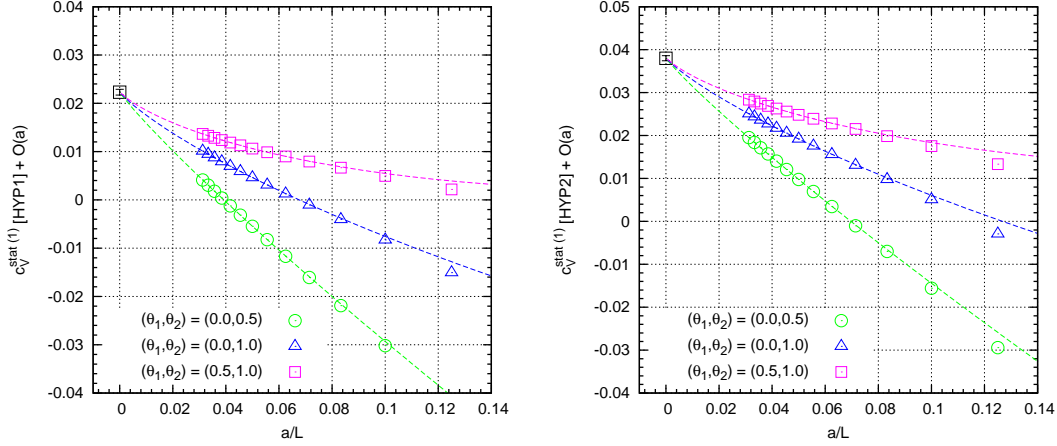 0.04
0.03
0.02
0.01
0
-0.01
-0.02
-0.03
-0.04
0 0.02 0.04 0.06 0.08 0.1 0.12 0.14
a/L
c_V^stat (1) [HYP1] + O(a)
(θ1,θ2) = (0.0,0.5)
(θ1,θ2) = (0.0,1.0)
(θ1,θ2) = (0.5,1.0)
0.05
0.04
0.03
0.02
0.01
0
-0.01
-0.02
-0.03
-0.04
0 0.02 0.04 0.06 0.08 0.1 0.12 0.14
a/L
c_V^stat (1) [HYP2] + O(a)
(θ1,θ2) = (0.0,0.5)
(θ1,θ2) = (0.0,1.0)
(θ1,θ2) = (0.5,1.0)